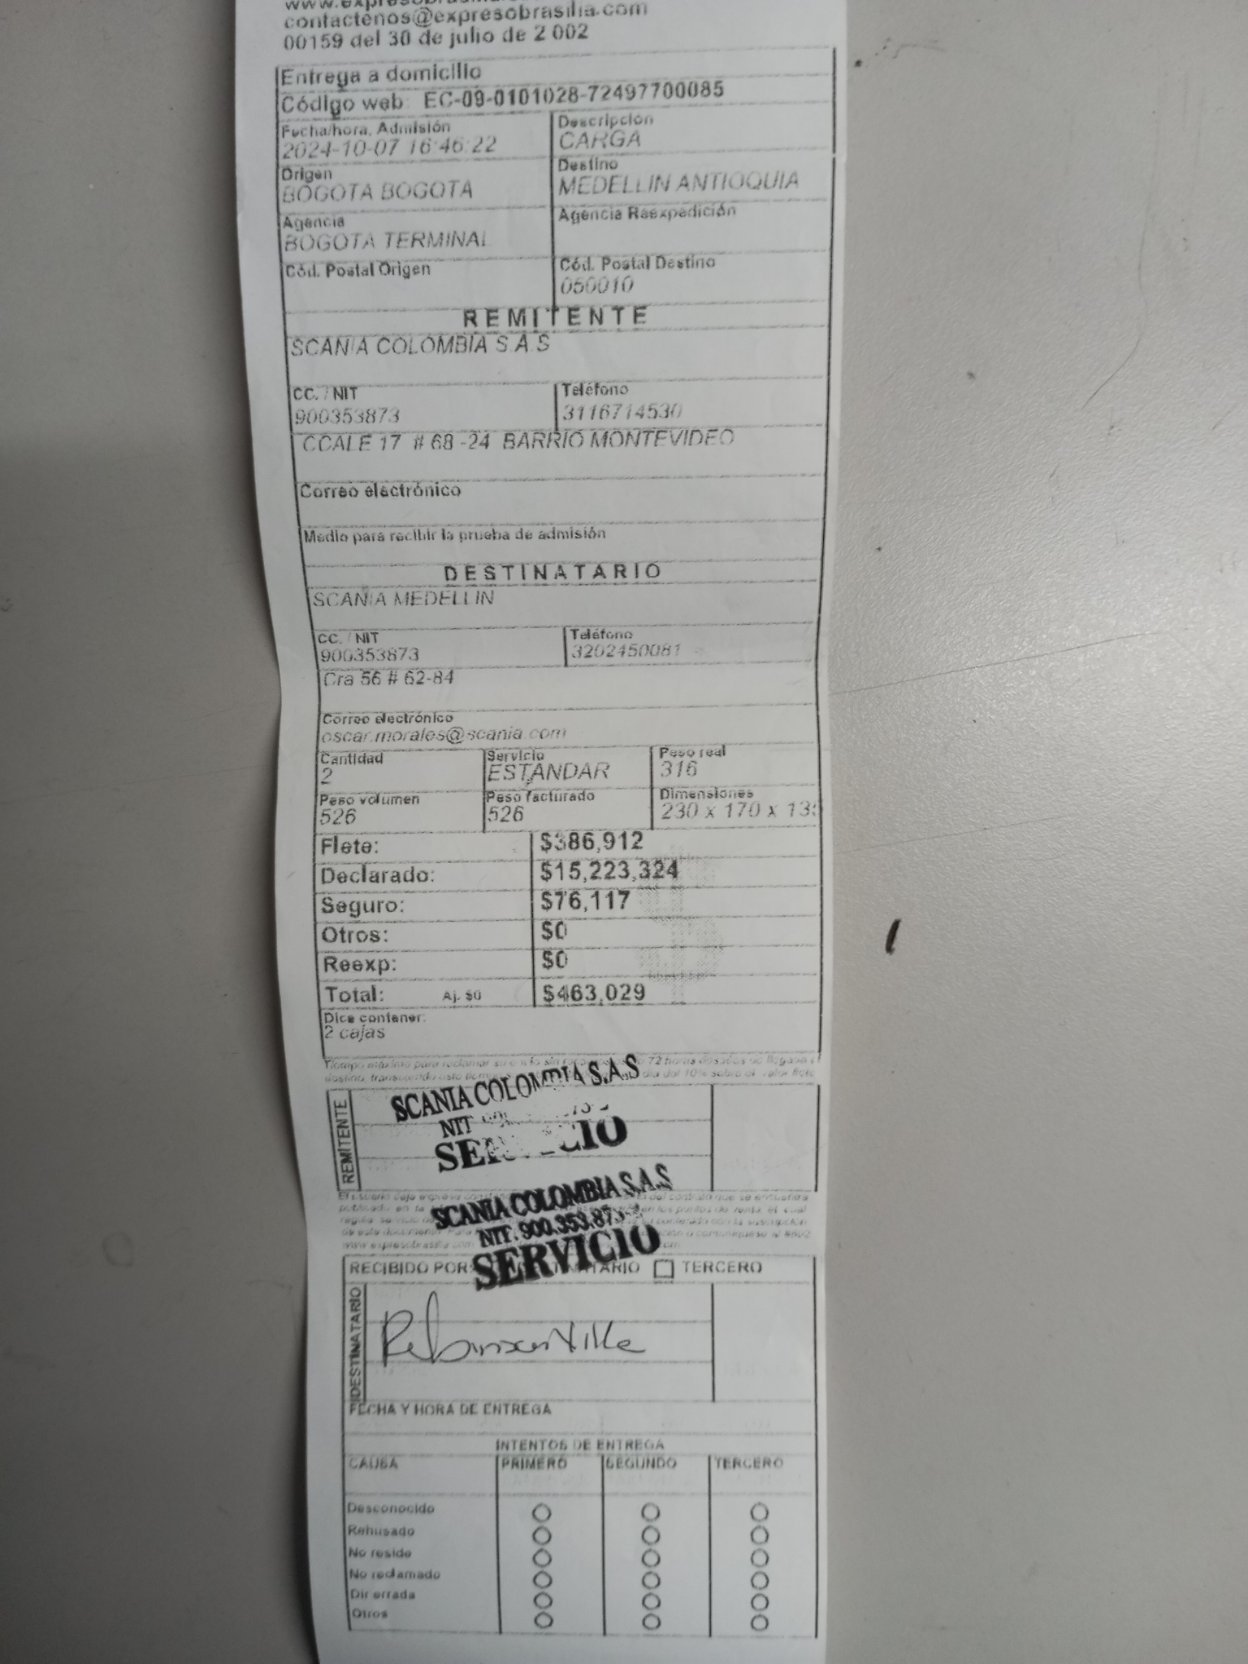 contactenos@expresobrasilia.com
00159 del 30 de julio de 2 002
Entrega a domicilio
Código web: EC-09-0101028-72497700085
Fecha/hora, Admisión Descripción
2024-10-07 16:46:22 CARGA
Origen Destino
BOGOTA BOGOTA MEDELLIN ANTIOQUIA
Agencia Agencia Reexpedición
BOGOTA TERMINAL
Cód. Postal Origen Cód. Postal Destino
050010
REMITENTE
SCANIA COLOMBIA S A S
CC. / NIT Teléfono
900353873 3116714530
CCALE 17 # 68 -24 BARRIO MONTEVIDEO
Correo electrónico
Medio para recibir la prueba de admisión
DESTINATARIO
SCANIA MEDELLIN
CC. / NIT Teléfono
900353873 3202450081
Cra 56 # 62-84
Correo electrónico
oscar.morales@scania.com
Cantidad Servicio Peso real
2 ESTANDAR 316
Peso volumen Peso facturado Dimensiones
526 526 230 x 170 x
Flete: $386,912
Declarado: $15,223,324
Seguro: $76,117
Otros: $0
Reexp: $0
Total: Aj. $0 $463,029
Dice contener:
2 cajas
SCANIA COLOMBIA S.A.S
NIT
SERVICIO
REMITENTE
SCANIA COLOMBIA S.A.S
NIT. 900.353.873-
SERVICIO
RECIBIDO POR: TERCERO
DESTINATARIO
FECHA Y HORA DE ENTREGA
INTENTOS DE ENTREGA
CAUSA PRIMERO SEGUNDO TERCERO
Desconocido
Rehusado
No reside
No reclamado
Dir errada
Otros